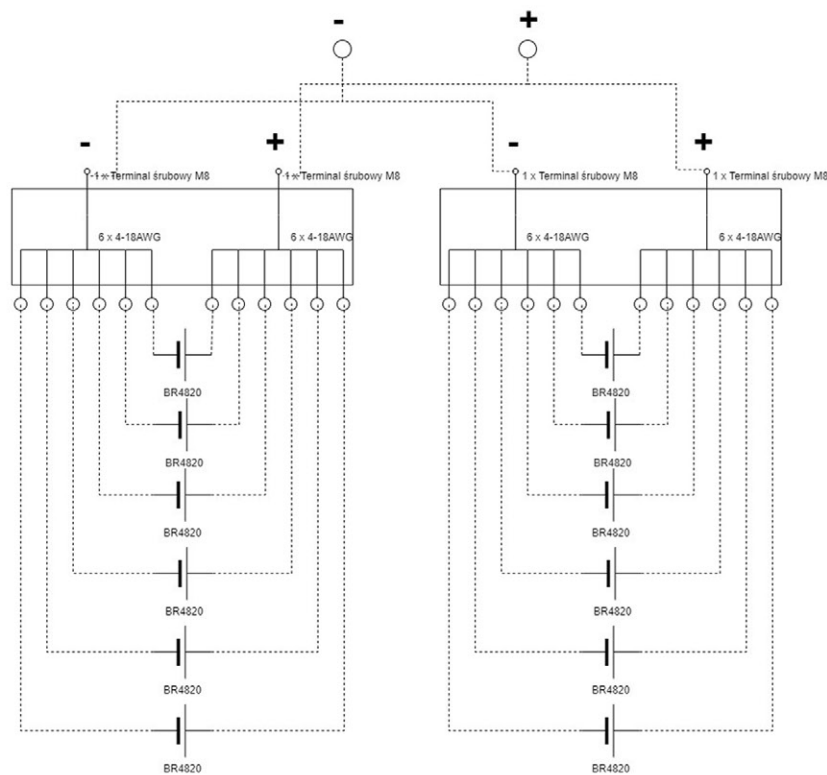 - +
- + - +
1 x Terminal śrubowy M8 1 x Terminal śrubowy M8 1 x Terminal śrubowy M8 1 x Terminal śrubowy M8
6 x 4-18AWG 6 x 4-18AWG 6 x 4-18AWG 6 x 4-18AWG
BR4820 BR4820
BR4820 BR4820
BR4820 BR4820
BR4820 BR4820
BR4820 BR4820
BR4820 BR4820